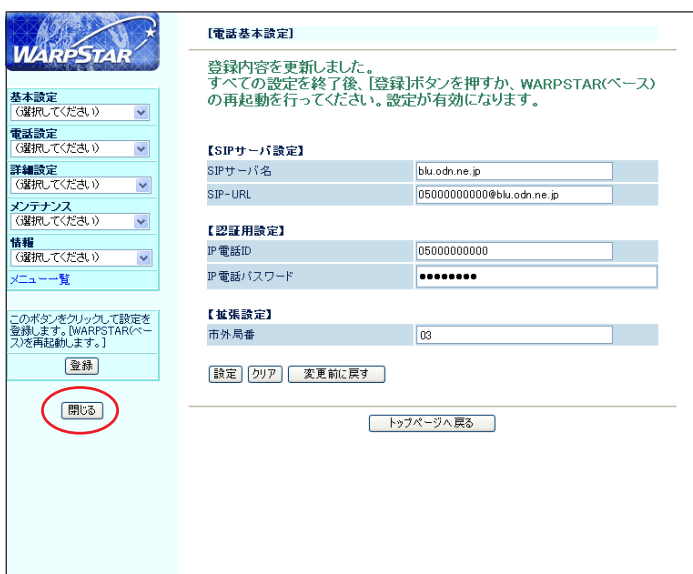 WARPSTAR
基本設定
(選択してください)
電話設定
(選択してください)
詳細設定
(選択してください)
メンテナンス
(選択してください)
情報
(選択してください)
メニュー一覧
このボタンをクリックして設定を
登録します。[WARPSTAR(ベー
ス)を再起動します。]
登録
閉じる
[電話基本設定]
登録内容を更新しました。
すべての設定を終了後、[登録]ボタンを押すか、WARPSTAR(ベース)
の再起動を行ってください。設定が有効になります。
【SIPサーバ設定】
SIPサーバ名 blu.odn.ne.jp
SIP-URL 05000000000@blu.odn.ne.jp
【認証用設定】
IP電話ID 05000000000
IP電話パスワード ●●●●●●●●
【拡張設定】
市外局番 03
設定 クリア 変更前に戻す
トップページへ戻る